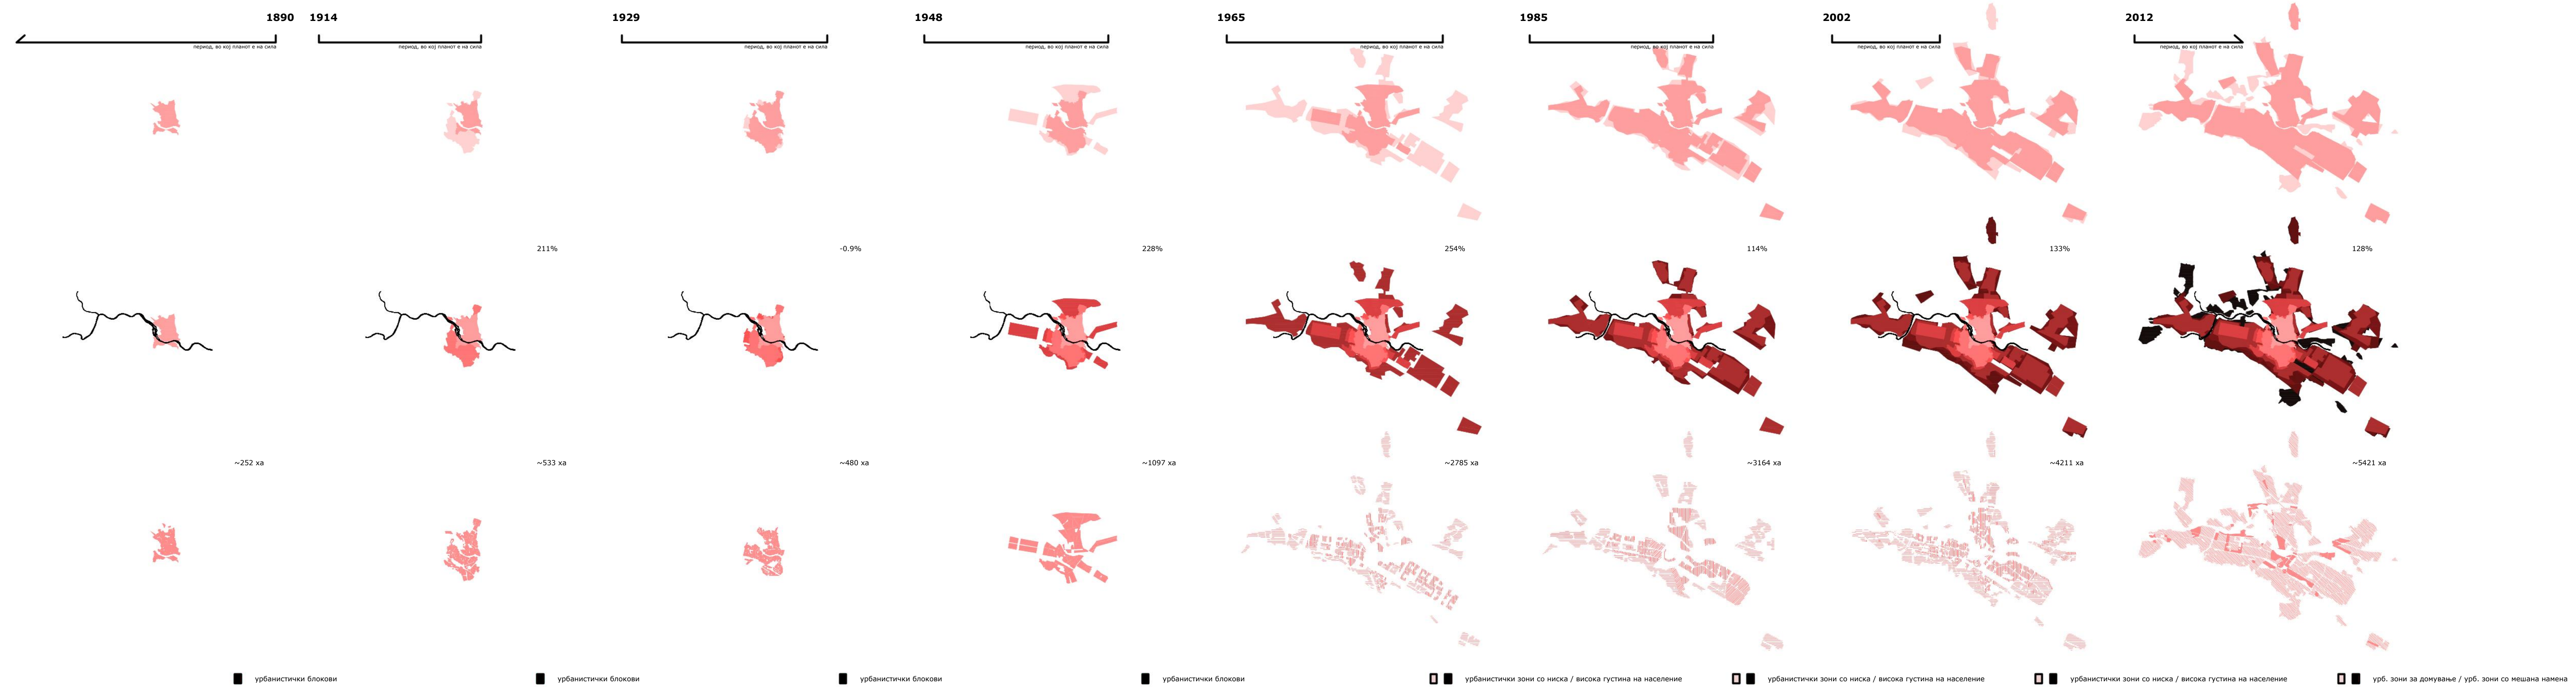 1890 1914 1929 1948 1965 1985 2002 2012
период, во кој планот е на сила период, во кој планот е на сила период, во кој планот е на сила период, во кој планот е на сила период, во кој планот е на сила период, во кој планот е на сила период, во кој планот е на сила период, во кој планот е на сила
211% -0.9% 228% 254% 114% 133% 128%
~252 ха ~533 ха ~480 ха ~1097 ха ~2785 ха ~3164 ха ~4211 ха ~5421 ха
урбанистички блокови урбанистички блокови урбанистички блокови урбанистички блокови урбанистички зони со ниска / висока густина на население урбанистички зони со ниска / висока густина на население урбанистички зони со ниска / висока густина на население урб. зони за домување / урб. зони со мешана намена